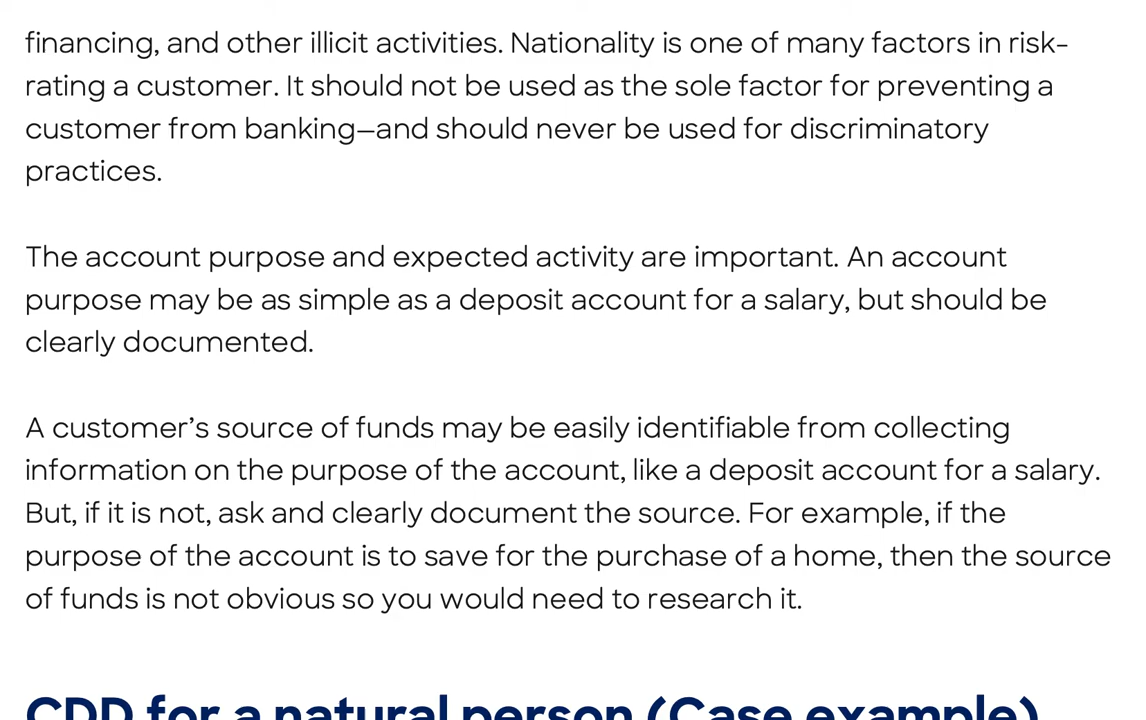 financing, and other illicit activities. Nationality is one of many factors in risk-
rating a customer. It should not be used as the sole factor for preventing a
customer from banking—and should never be used for discriminatory
practices.
The account purpose and expected activity are important. An account
purpose may be as simple as a deposit account for a salary, but should be
clearly documented.
A customer’s source of funds may be easily identifiable from collecting
information on the purpose of the account, like a deposit account for a salary.
But, if it is not, ask and clearly document the source. For example, if the
purpose of the account is to save for the purchase of a home, then the source
of funds is not obvious so you would need to research it.
CDD for a natural person (Case example)